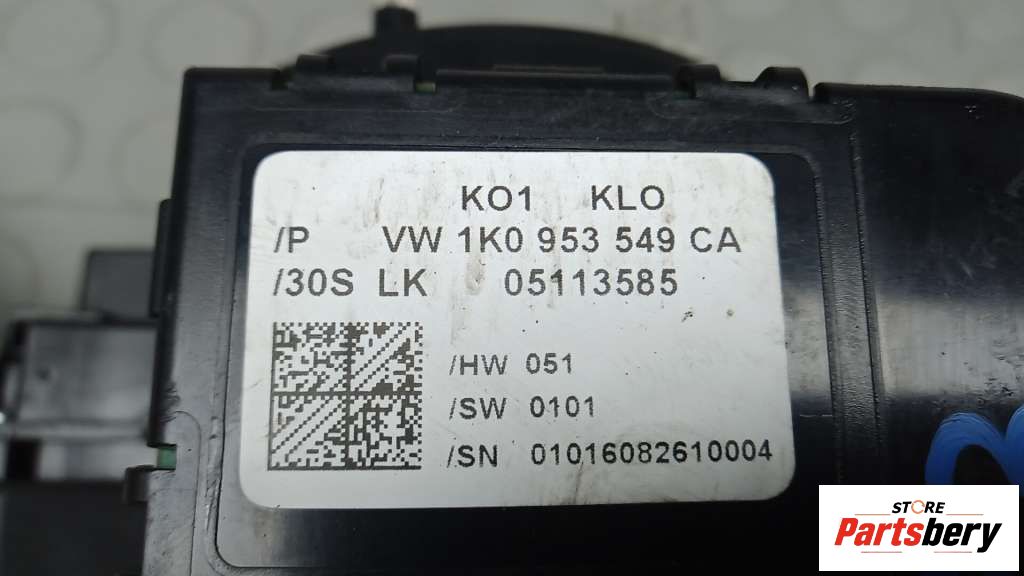 KO1 KLO
/P VW 1K0 953 549 CA
/30S LK 05113585
/HW 051
/SW 0101
/SN 01016082610004
STORE
Partsbery